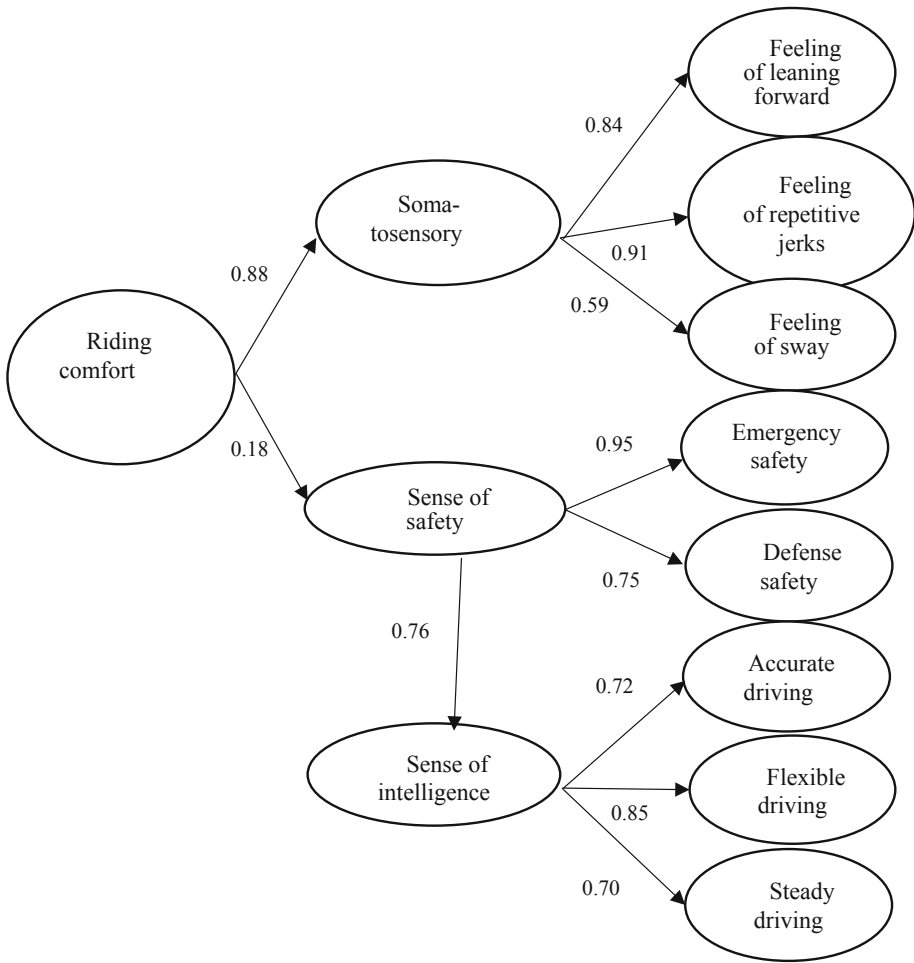 Feeling
of leaning
forward
0.84
Soma-
tosensory
Feeling
of repetitive
jerks
0.91
0.88
0.59
Riding
comfort
Feeling
of sway
0.18
Emergency
safety
0.95
Sense of
safety
Defense
safety
0.75
0.76
Accurate
driving
0.72
Sense of
intelligence
Flexible
driving
0.85
0.70
Steady
driving